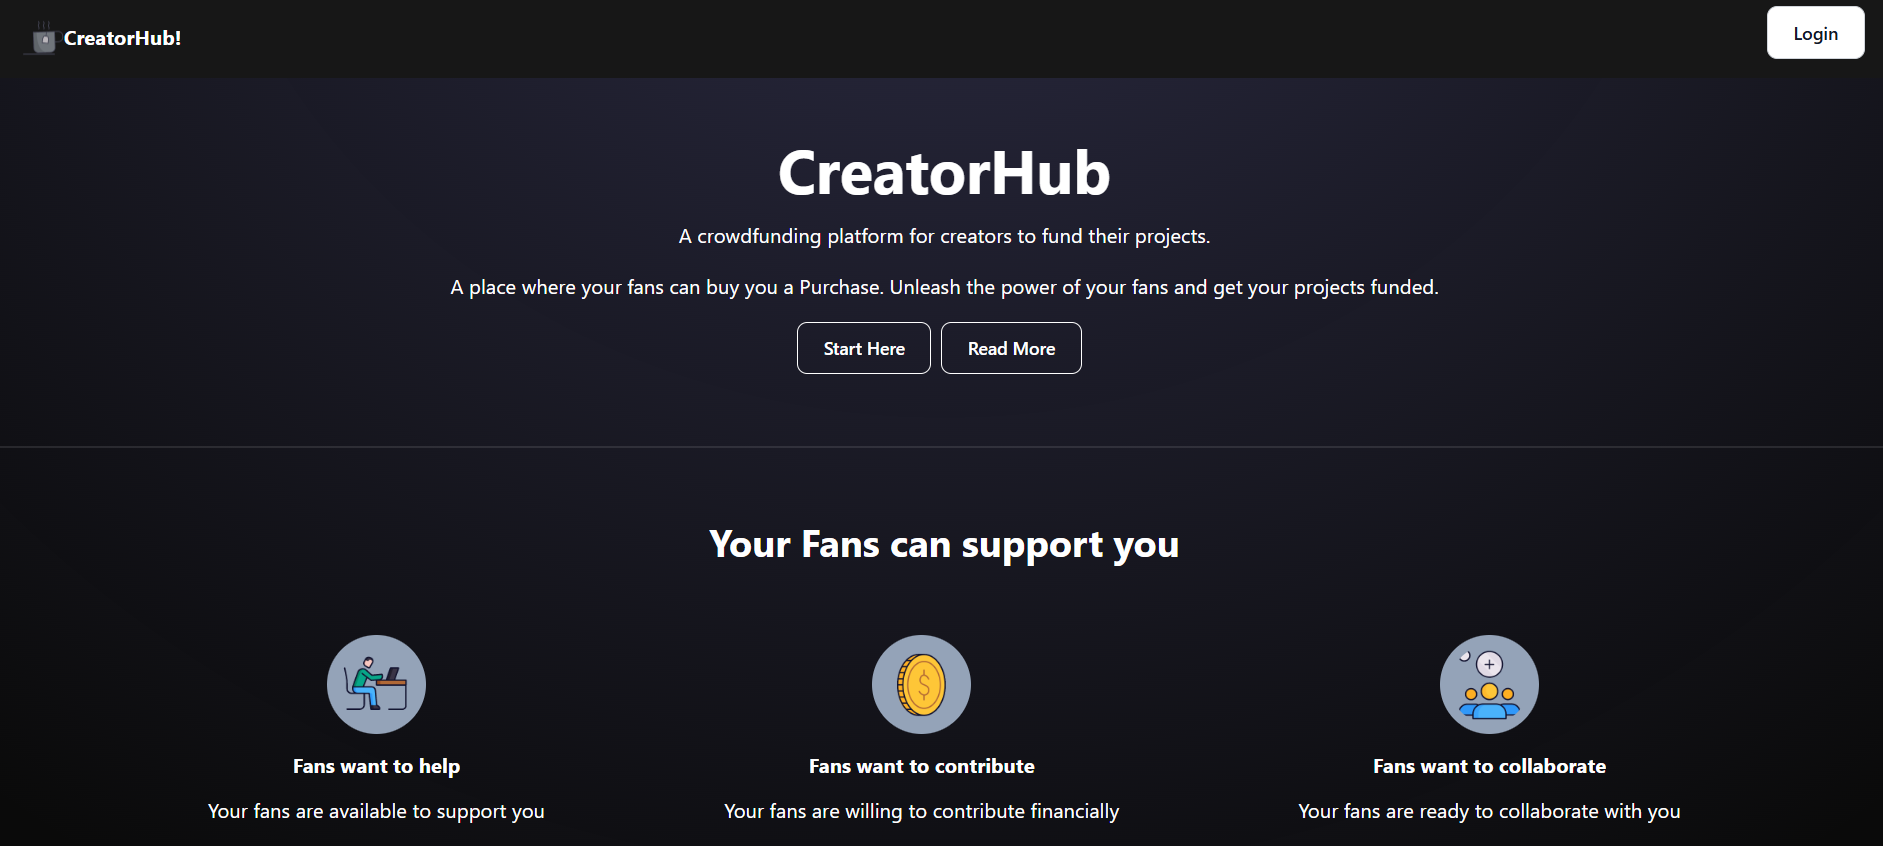 CreatorHub!
Login
CreatorHub
A crowdfunding platform for creators to fund their projects.
A place where your fans can buy you a Purchase. Unleash the power of your fans and get your projects funded.
Start Here
Read More
Your Fans can support you
Fans want to help
Your fans are available to support you
Fans want to contribute
Your fans are willing to contribute financially
Fans want to collaborate
Your fans are ready to collaborate with you